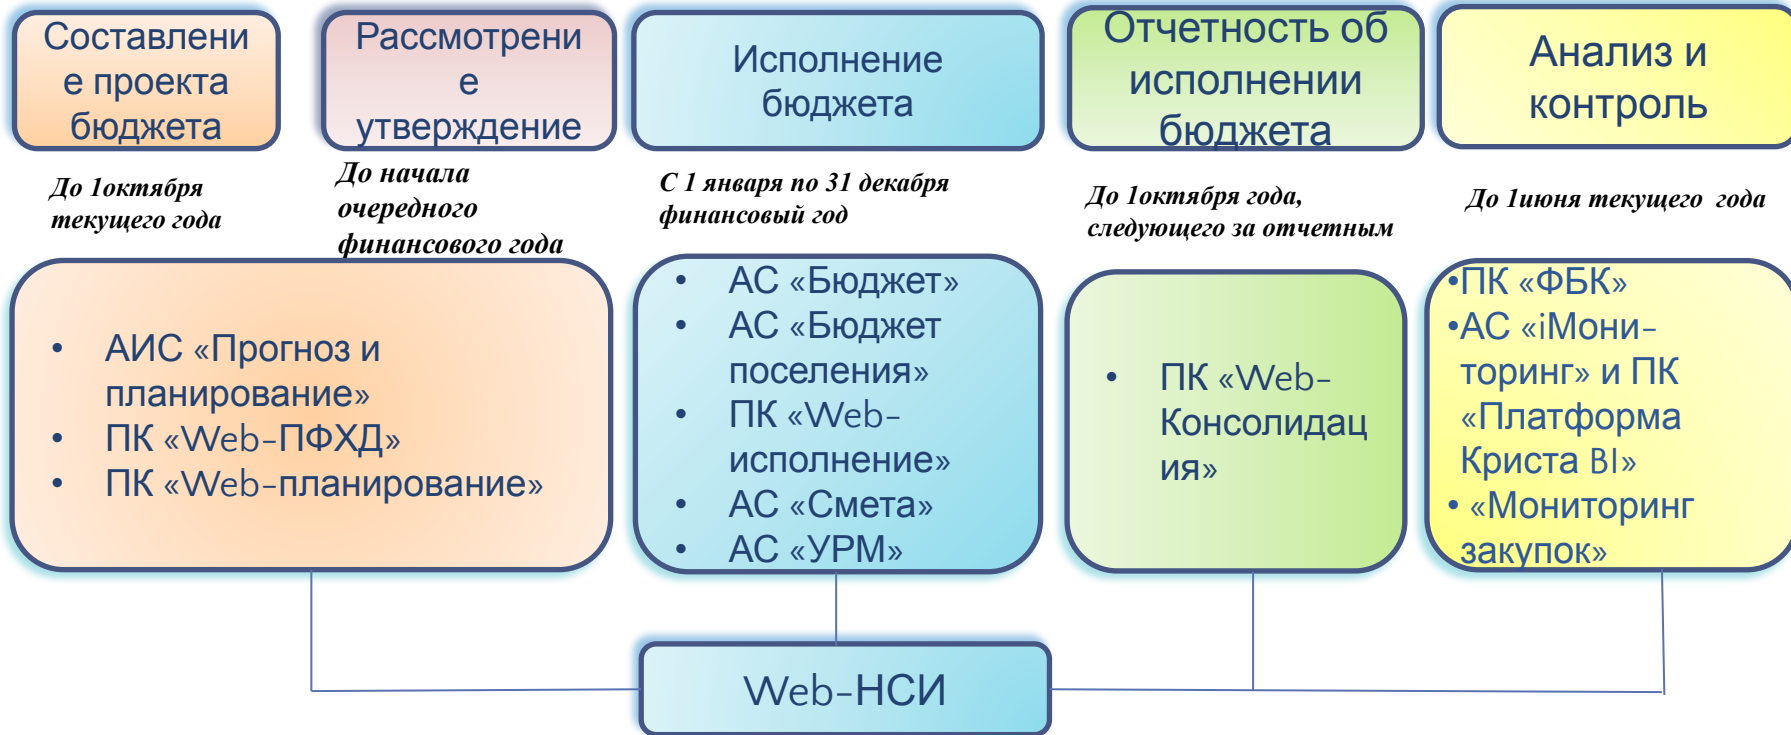 Составлени
е проекта
бюджета
Рассмотрени
е
утверждение
Исполнение
бюджета
Отчетность об
исполнении
бюджета
Анализ и
контроль
До 1октября
текущего года
До начала
очередного
финансового года
С 1 января по 31 декабря
финансовый год
До 1октября года,
следующего за отчетным
До 1июня текущего года
• АИС «Прогноз и
планирование»
• ПК «Web-ПФХД»
• ПК «Web-планирование»
• АС «Бюджет»
• АС «Бюджет
поселения»
• ПК «Web-
исполнение»
• АС «Смета»
• АС «УРМ»
• ПК «Web-
Консолидац
ия»
•ПК «ФБК»
•АС «iМони-
торинг» и ПК
«Платформа
Криста BI»
• «Мониторинг
закупок»
Web-НСИ